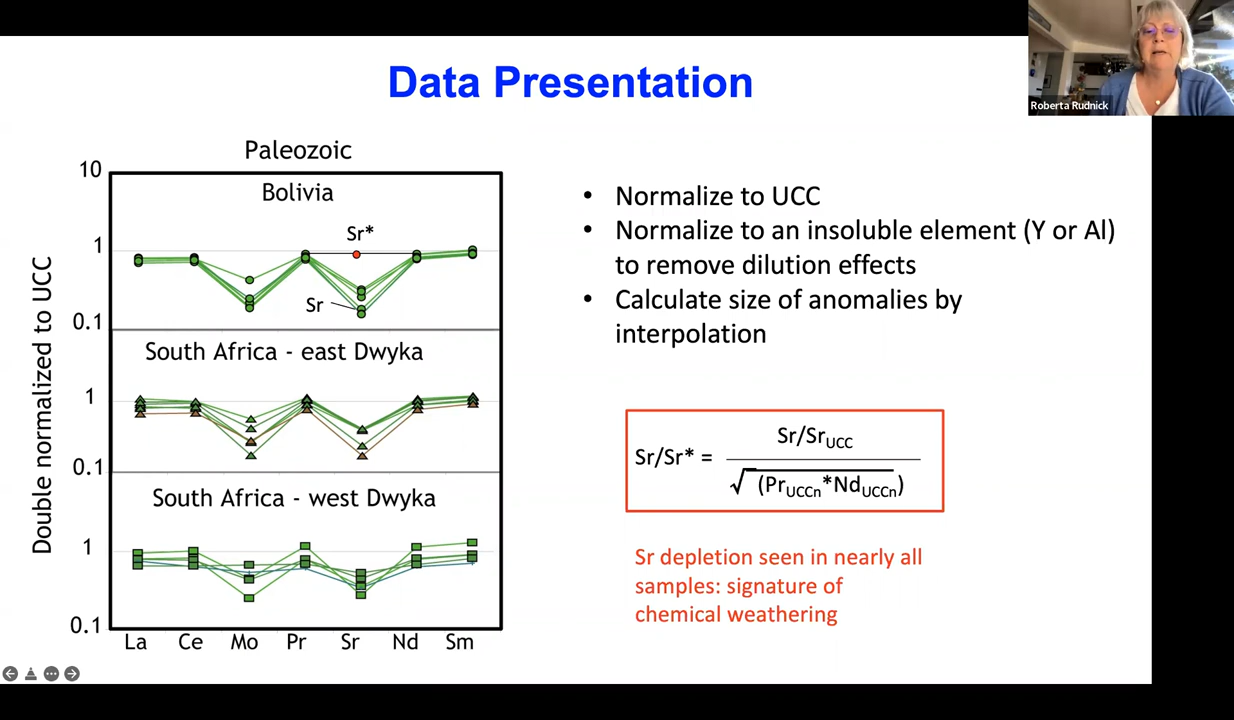 Roberta Rudnick
Data Presentation
Paleozoic
Bolivia
10
1
0.1
Sr*
Sr
South Africa - east Dwyka
1
0.1
South Africa - west Dwyka
1
0.1
Double normalized to UCC
La Ce Mo Pr Sr Nd Sm
• Normalize to UCC
• Normalize to an insoluble element (Y or Al)
to remove dilution effects
• Calculate size of anomalies by
interpolation
Sr/Sr* =
Sr/SrUCC
√(PrUCCn*NdUCCn)
Sr depletion seen in nearly all
samples: signature of
chemical weathering